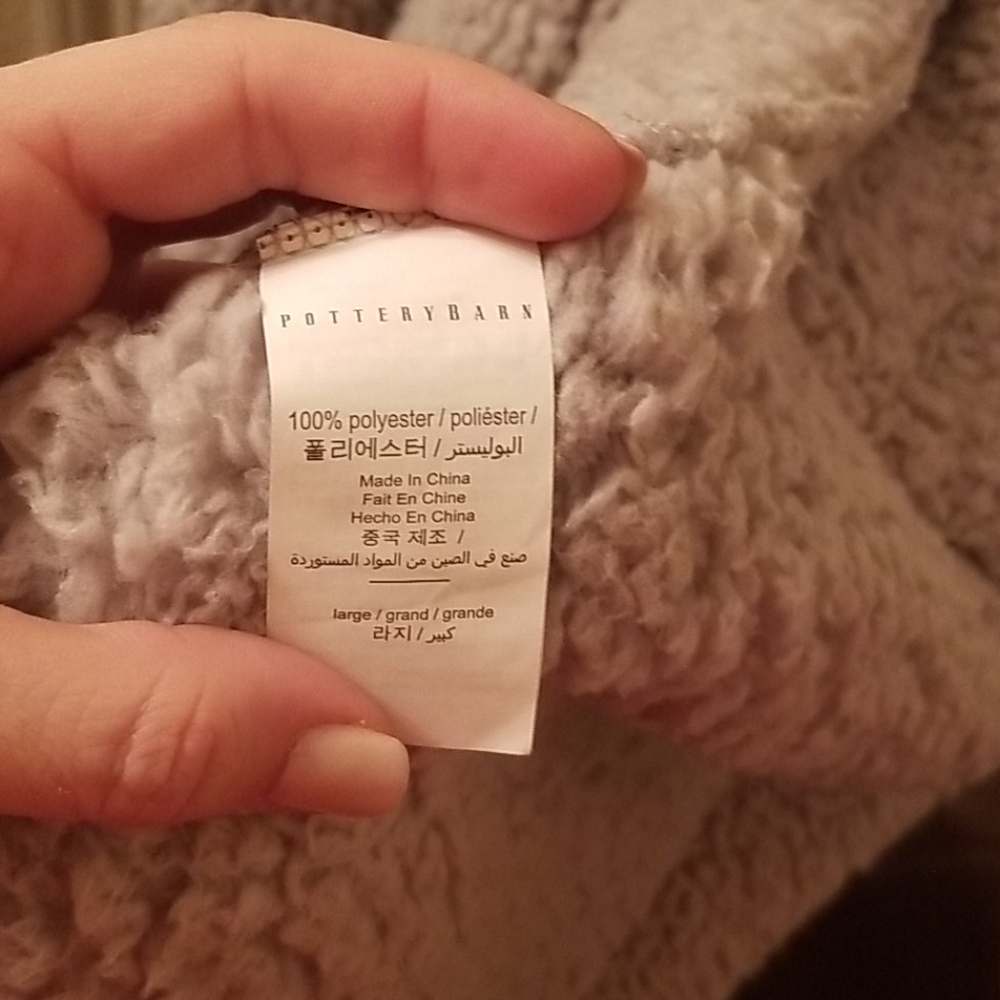 POTTERYBARN
100% polyester / poliéster /
폴리에스터 / البوليستر
Made In China
Fait En Chine
Hecho En China
중국 제조 /
صنع في الصين من المواد المستوردة
large / grand / grande
라지 / كبير